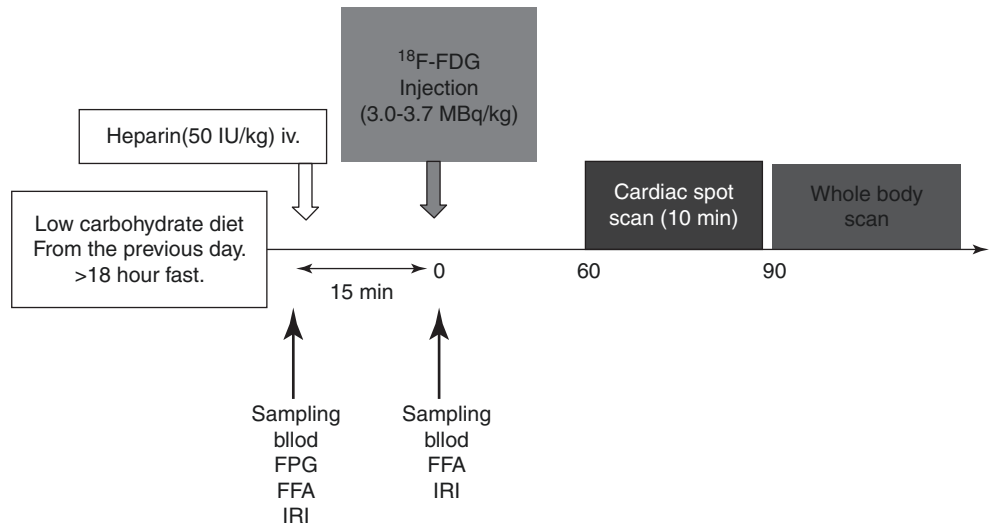 18F-FDG
Injection
(3.0-3.7 MBq/kg)
Heparin(50 IU/kg) iv.
Low carbohydrate diet
From the previous day.
>18 hour fast.
Cardiac spot
scan (10 min)
Whole body
scan
15 min
0
60
90
Sampling
bllod
FPG
FFA
IRI
Sampling
bllod
FFA
IRI